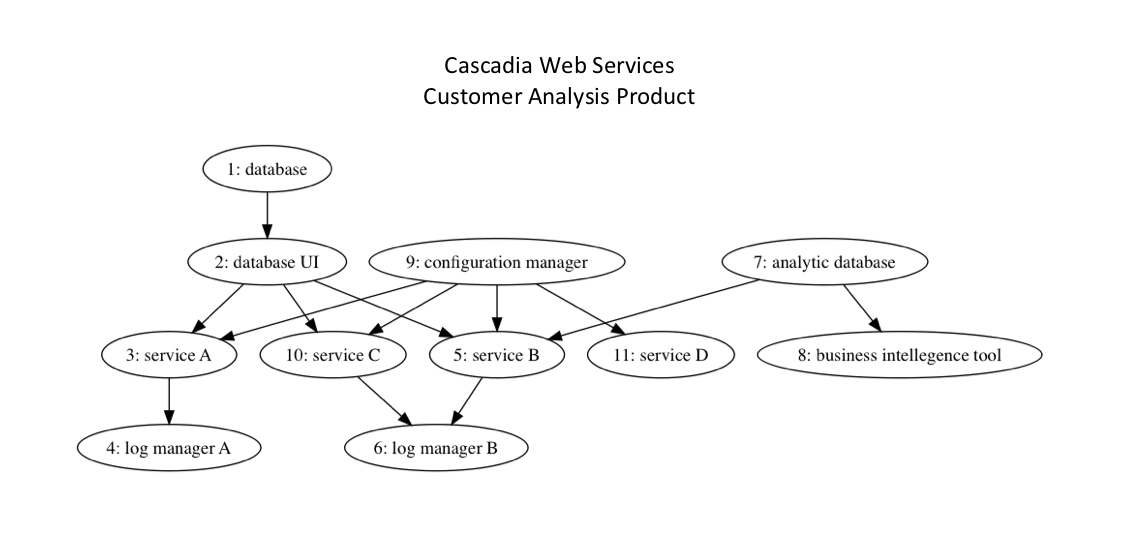 Cascadia Web Services
Customer Analysis Product
1: database
2: database UI
9: configuration manager
7: analytic database
3: service A
10: service C
5: service B
11: service D
8: business intellegence tool
4: log manager A
6: log manager B